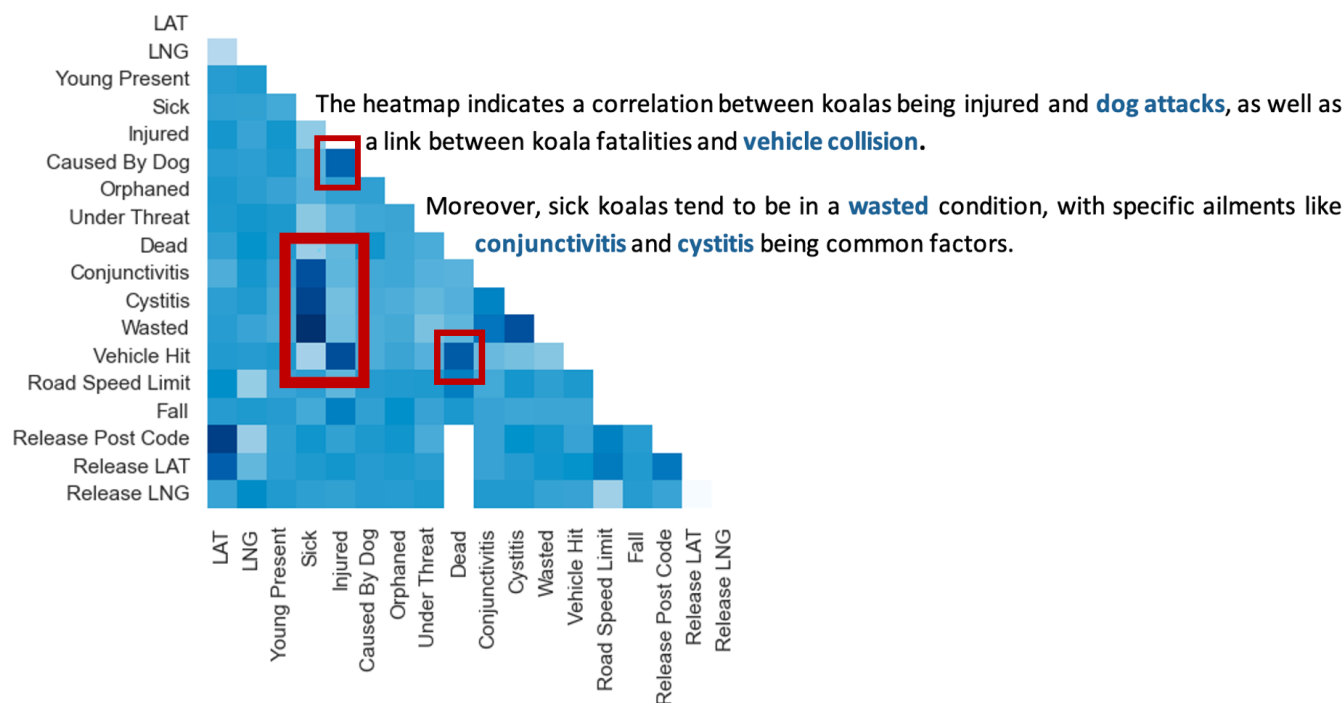 LAT
LNG
Young Present
Sick
The heatmap indicates a correlation between koalas being injured and dog attacks, as well as
Injured
a link between koala fatalities and vehicle collision.
Caused By Dog
Orphaned
Moreover, sick koalas tend to be in a wasted condition, with specific ailments like
Under Threat
conjunctivitis and cystitis being common factors.
Dead
Conjunctivitis
Cystitis
Wasted
Vehicle Hit
Road Speed Limit
Fall
Release Post Code
Release LAT
Release LNG
LAT
LNG
Young Present
Sick
Injured
Caused By Dog
Orphaned
Under Threat
Dead
Conjunctivitis
Cystitis
Wasted
Vehicle Hit
Road Speed Limit
Fall
Release Post Code
Release LAT
Release LNG